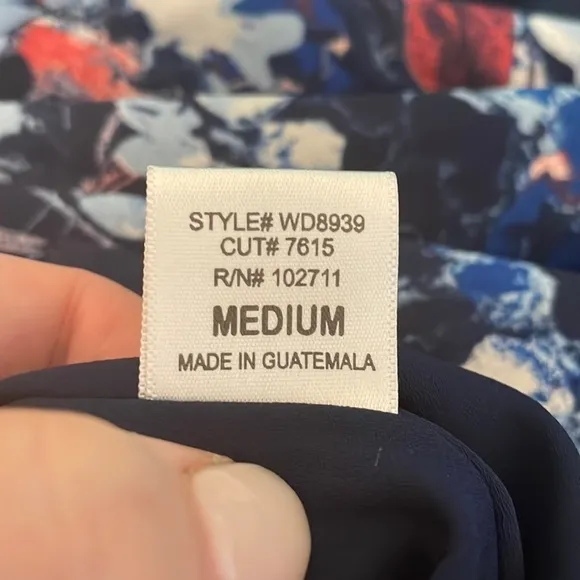 STYLE# WD8939
CUT# 7615
R/N# 102711
MEDIUM
MADE IN GUATEMALA